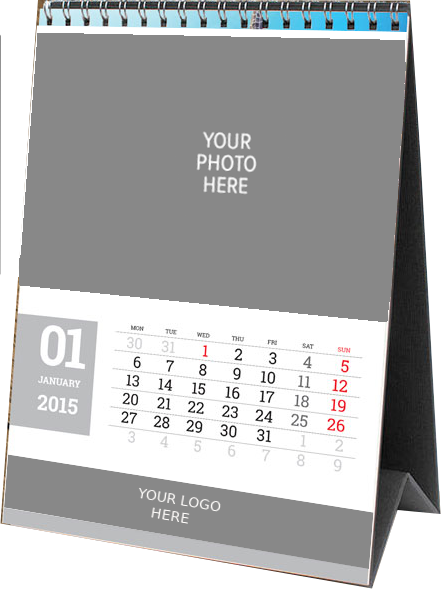 YOUR
PHOTO
HERE
01
JANUARY
2015
MON TUE WED THU FRI SAT SUN
30 31 1 2 3 4 5
6 7 8 9 10 11 12
13 14 15 16 17 18 19
20 21 22 23 24 25 26
27 28 29 30 31 1 2
3 4 5 6 7 8 9
YOUR LOGO
HERE